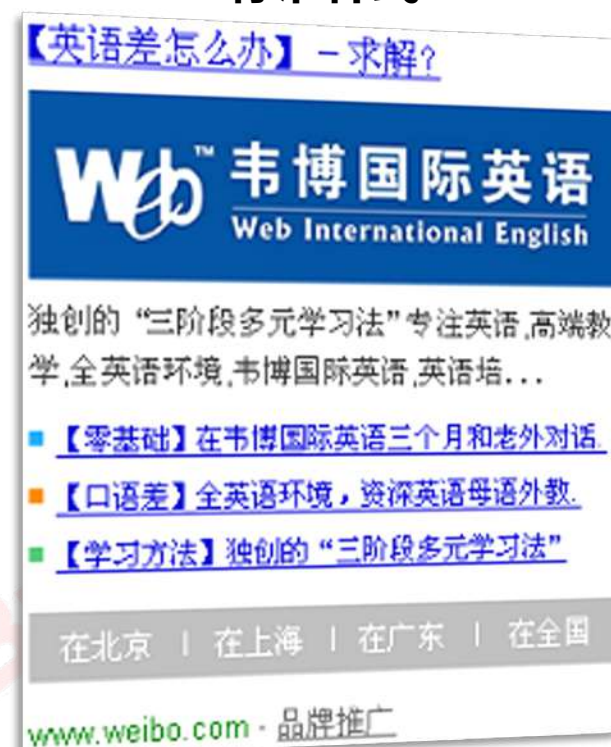 【英语差怎么办】－求解?
Web™ 韦博国际英语
Web International English
独创的“三阶段多元学习法”专注英语,高端教
学,全英语环境,韦博国际英语,英语培...
【零基础】在韦博国际英语三个月和老外对话.
【口语差】全英语环境，资深英语母语外教.
【学习方法】独创的“三阶段多元学习法”
在北京 | 在上海 | 在广东 | 在全国
www.weibo.com - 品牌推广